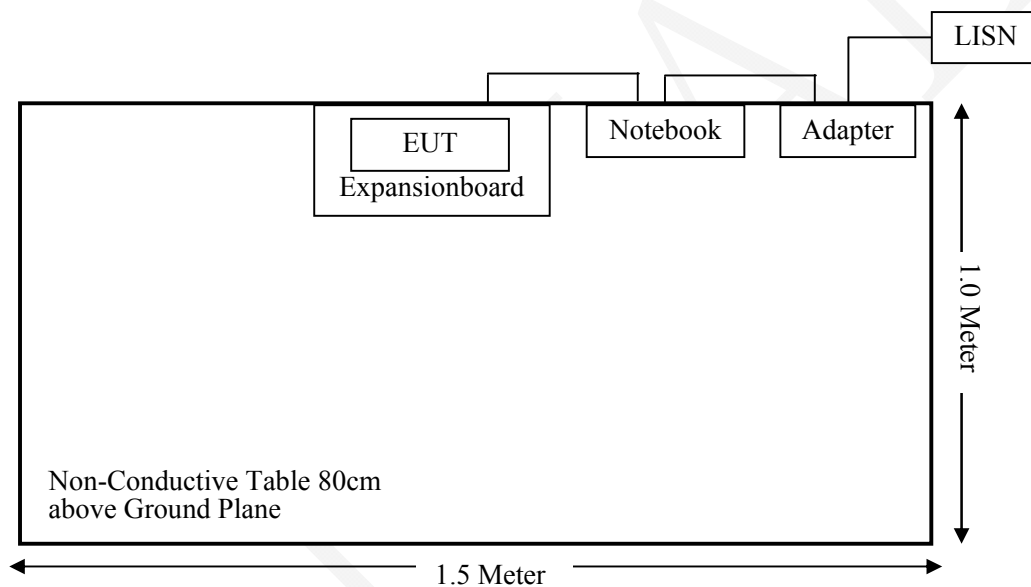 LISN
EUT
Expansionboard
Notebook
Adapter
1.0 Meter
Non-Conductive Table 80cm
above Ground Plane
1.5 Meter